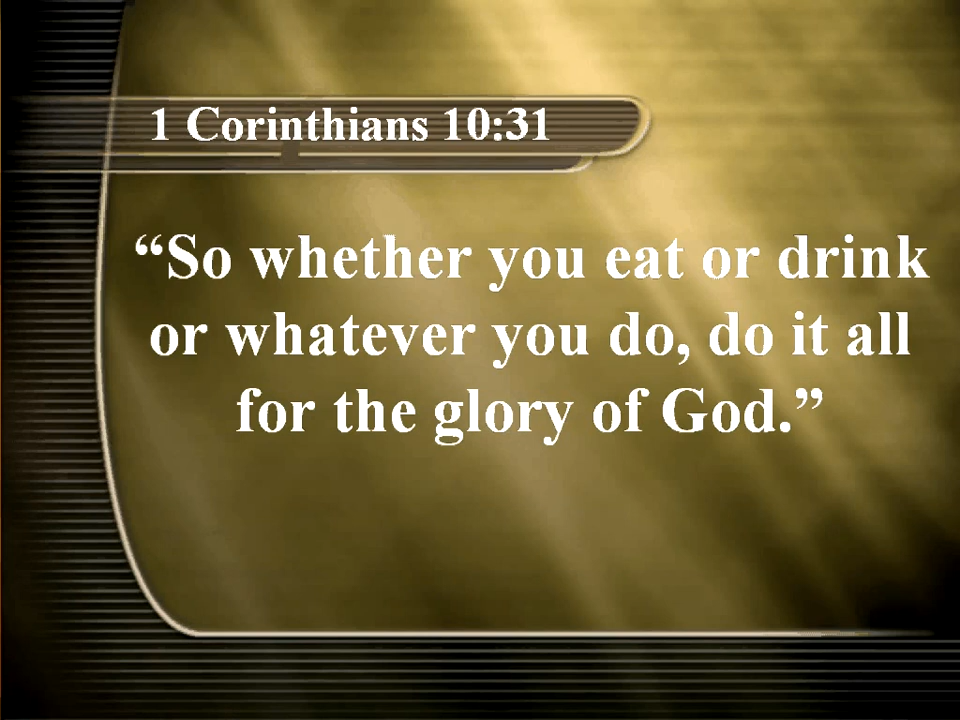 1 Corinthians 10:31
“So whether you eat or drink
or whatever you do, do it all
for the glory of God.”